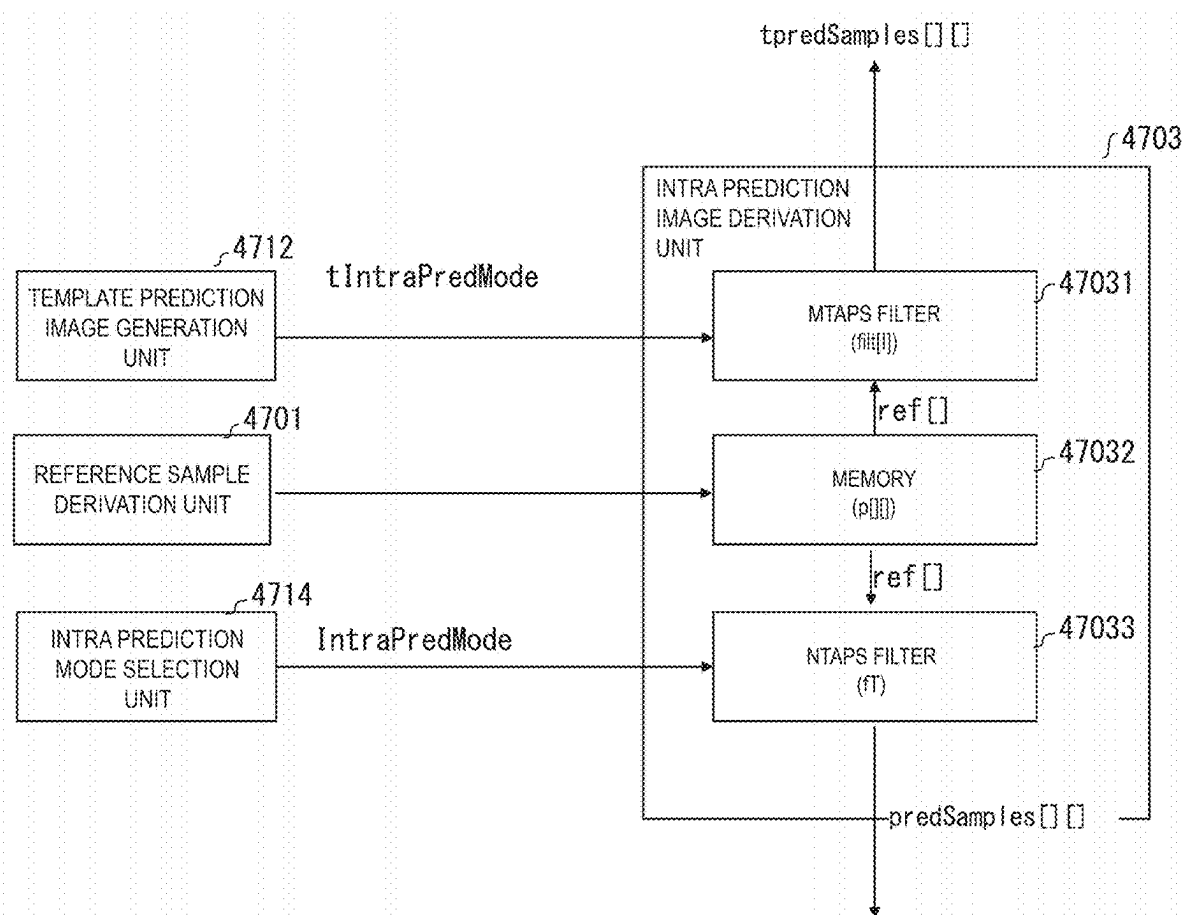 tpredSamples[][]
4703
INTRA PREDICTION
IMAGE DERIVATION
UNIT
4712
TEMPLATE PREDICTION
IMAGE GENERATION
UNIT
tIntraPredMode
47031
MTAPS FILTER
(filt[i])
ref[]
4701
REFERENCE SAMPLE
DERIVATION UNIT
47032
MEMORY
(p[][])
ref[]
4714
INTRA PREDICTION
MODE SELECTION
UNIT
IntraPredMode
47033
NTAPS FILTER
(fT)
predSamples[][]